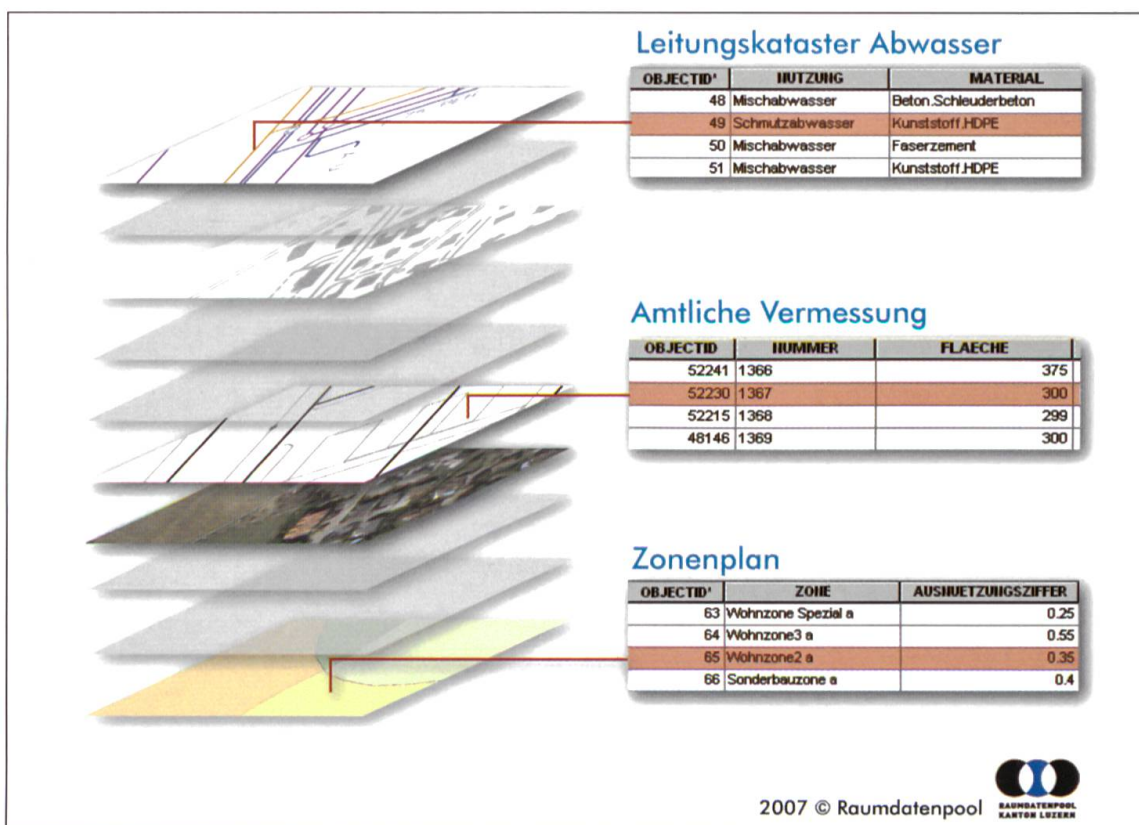 Leitungskataster Abwasser
OBJECTID* NUTZUNG MATERIAL
48 Mischabwasser Beton.Schleuderbeton
49 Schmutzabwasser Kunststoff.HDPE
50 Mischabwasser Faserzement
51 Mischabwasser Kunststoff.HDPE
Amtliche Vermessung
OBJECTID NUMMER FLAECHE
52241 1366 375
52230 1367 300
52215 1368 299
48146 1369 300
Zonenplan
OBJECTID* ZONE AUSNUETZUNGSZIFFER
63 Wohnzone Spezial a 0.25
64 Wohnzone3 a 0.55
65 Wohnzone2 a 0.35
66 Sonderbauzone a 0.4
2007 © Raumdatenpool
RAUMDATENPOOL
KANTON LUZERN